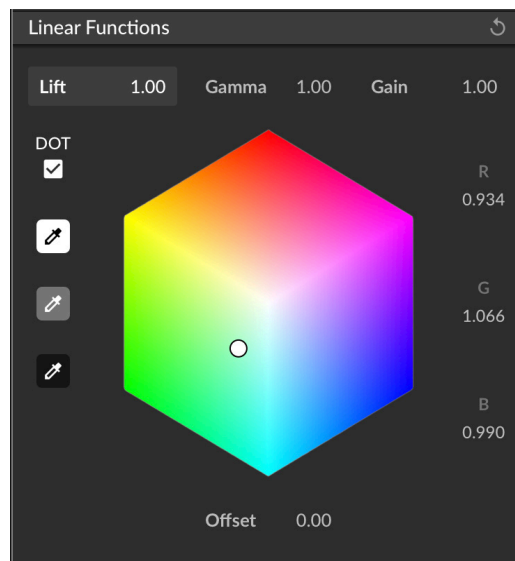 Linear Functions
Lift 1.00 Gamma 1.00 Gain 1.00
DOT
R
0.934
G
1.066
B
0.990
Offset 0.00